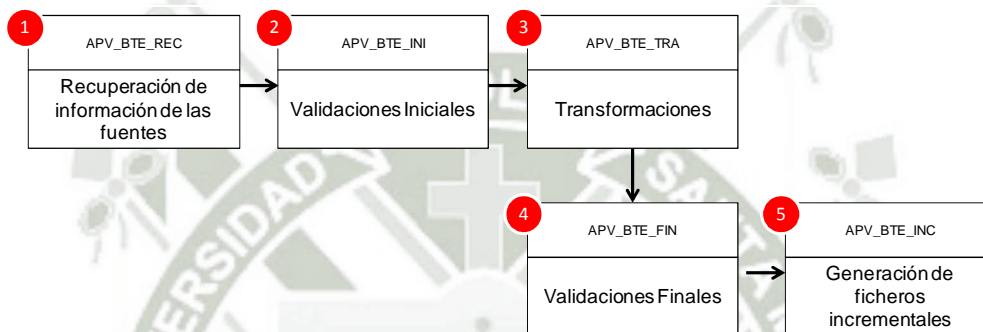 1
APV_BTE_REC
Recuperación de
información de las
fuentes
2
APV_BTE_INI
Validaciones Iniciales
3
APV_BTE_TRA
Transformaciones
4
APV_BTE_FIN
Validaciones Finales
5
APV_BTE_INC
Generación de
ficheros
incrementales